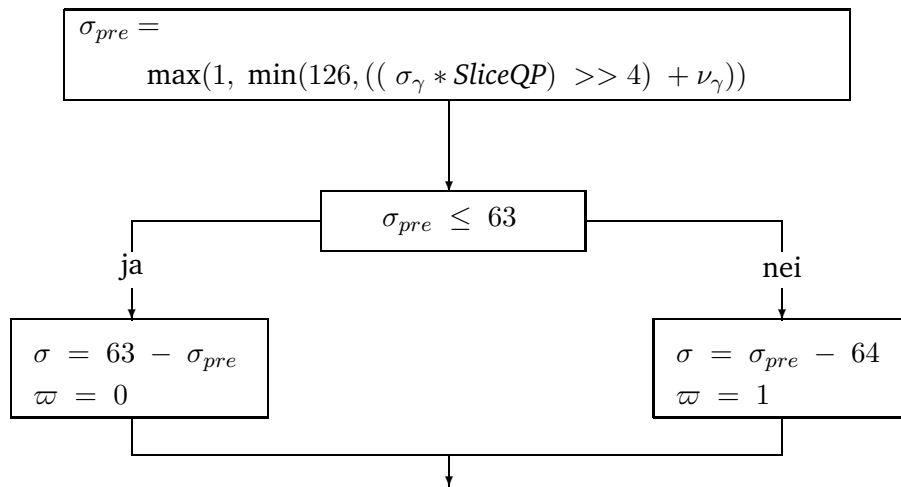 σ_pre =
max(1, min(126, (( σ_γ ∗ SliceQP) >> 4) + ν_γ))
σ_pre ≤ 63
ja
nei
σ = 63 − σ_pre
ϖ = 0
σ = σ_pre − 64
ϖ = 1